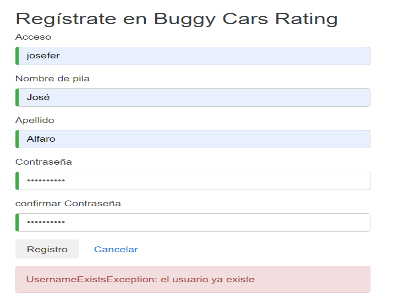 Regístrate en Buggy Cars Rating
Acceso
josefer
Nombre de pila
José
Apellido
Alfaro
Contraseña
••••••••••
confirmar Contraseña
••••••••••
Registro Cancelar
UsernameExistsException: el usuario ya existe